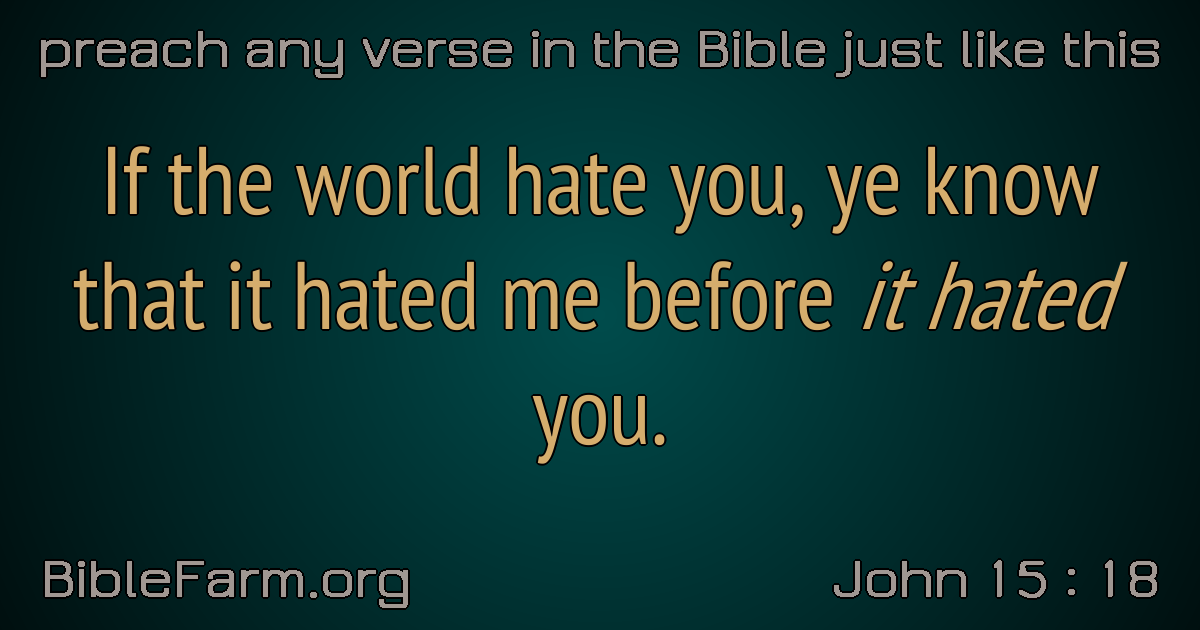 preach any verse in the Bible just like this
If the world hate you, ye know
that it hated me before it hated
you.
BibleFarm.org
John 15 : 18